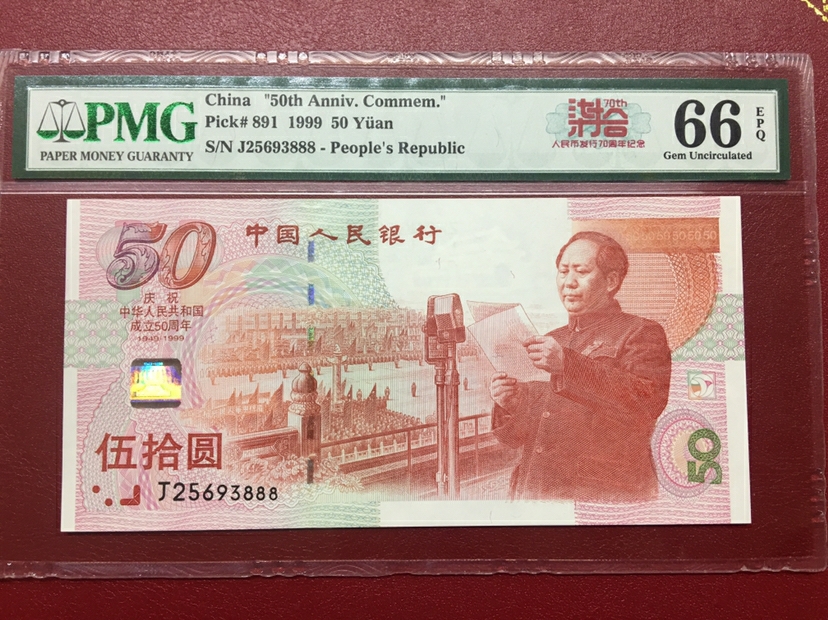 PMG
PAPER MONEY GUARANTY
China "50th Anniv. Commem."
Pick# 891 1999 50 Yüan
S/N J25693888 - People's Republic
70th
柒拾
人民币发行70周年纪念
66
EPQ
Gem Uncirculated
50
中国人民银行
庆祝
中华人民共和国
成立50周年
1949-1999
伍拾圆
J25693888
50